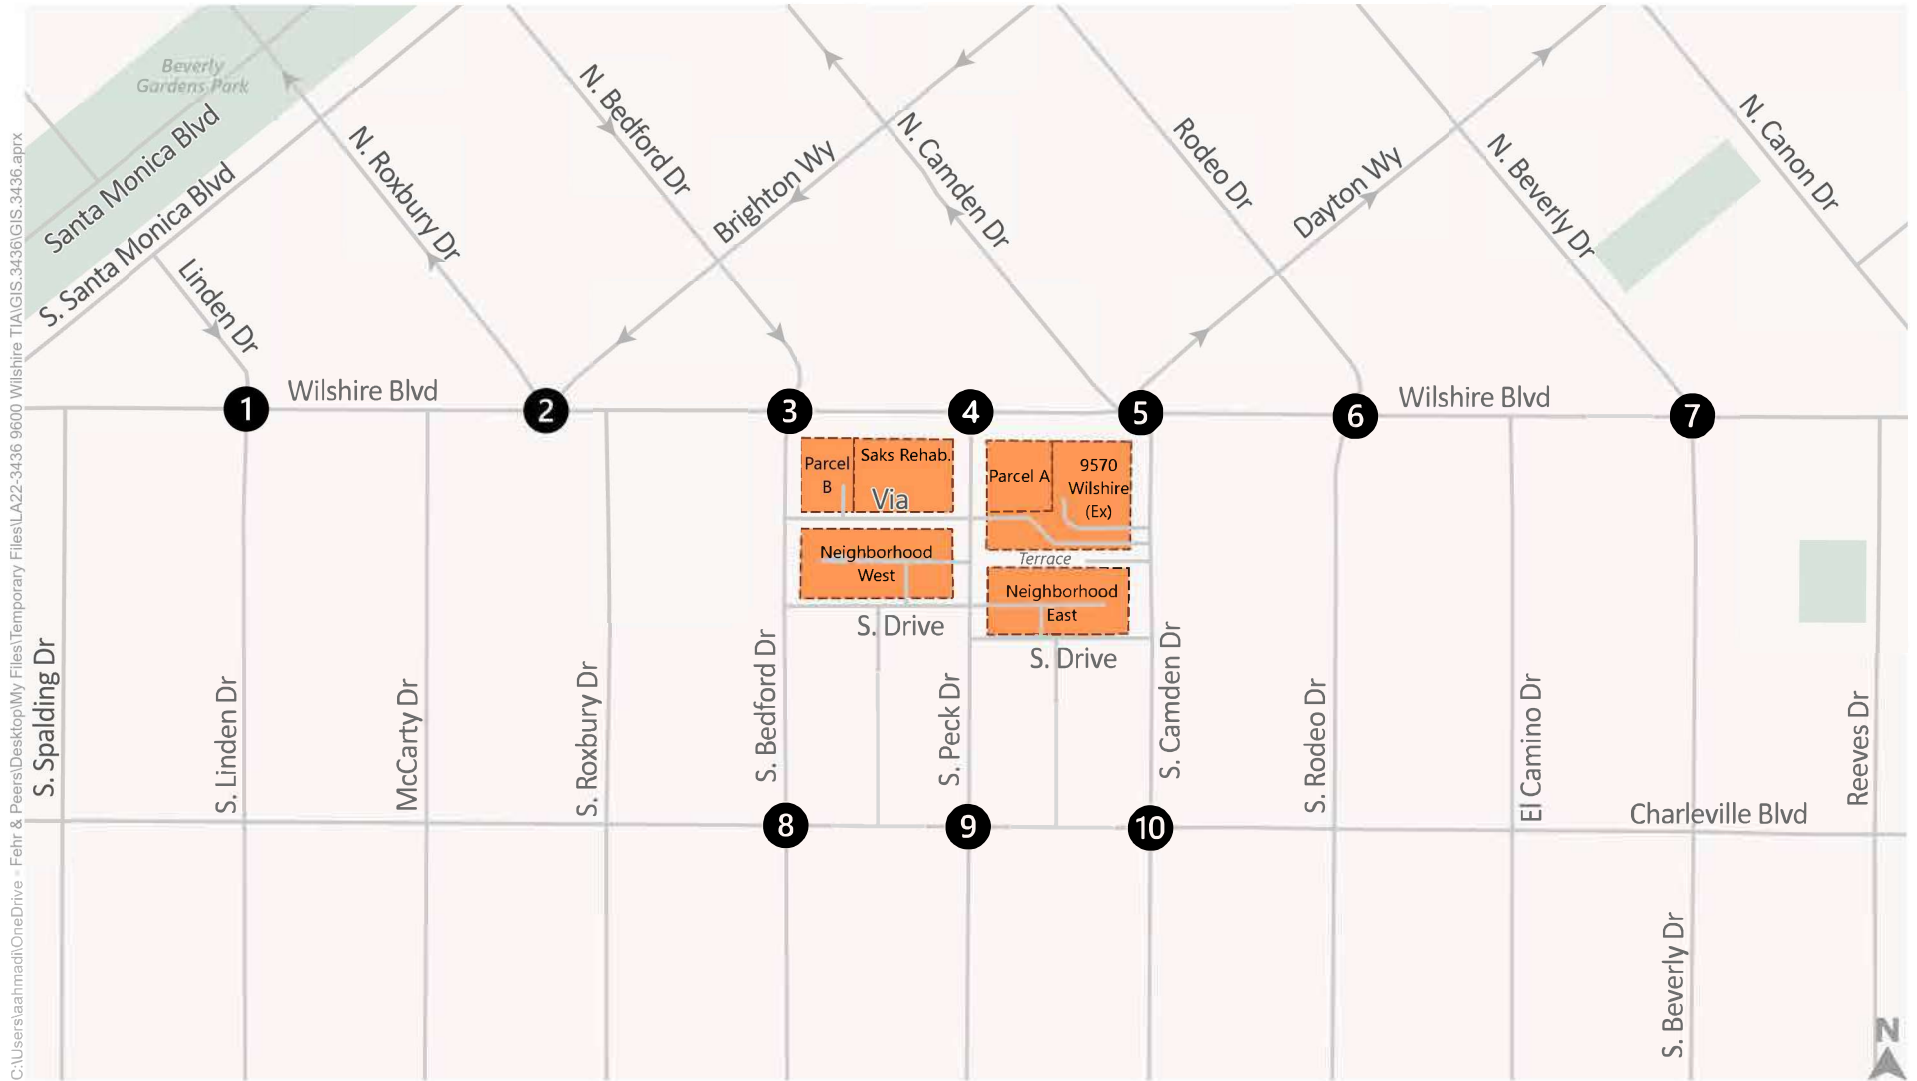 Beverly
Gardens Park
Santa Monica Blvd
S. Santa Monica Blvd
Linden Dr
N. Roxbury Dr
N. Bedford Dr
Brighton Wy
N. Camden Dr
Rodeo Dr
Dayton Wy
N. Beverly Dr
N. Canon Dr
Wilshire Blvd
Wilshire Blvd
1
2
3
4
5
6
7
Parcel
B
Saks Rehab.
Via
Parcel A
9570
Wilshire
(Ex)
Neighborhood
West
Terrace
Neighborhood
East
S. Drive
S. Drive
S. Spalding Dr
S. Linden Dr
McCarty Dr
S. Roxbury Dr
S. Bedford Dr
S. Peck Dr
S. Camden Dr
S. Rodeo Dr
El Camino Dr
Reeves Dr
Charleville Blvd
8
9
10
S. Beverly Dr
N
C:\Users\aahmadi\OneDrive - Fehr & Peers\Desktop\My Files\Temporary Files\LA22-3436 9600 Wilshire TIA\GIS.3436\GIS.3436.aprx